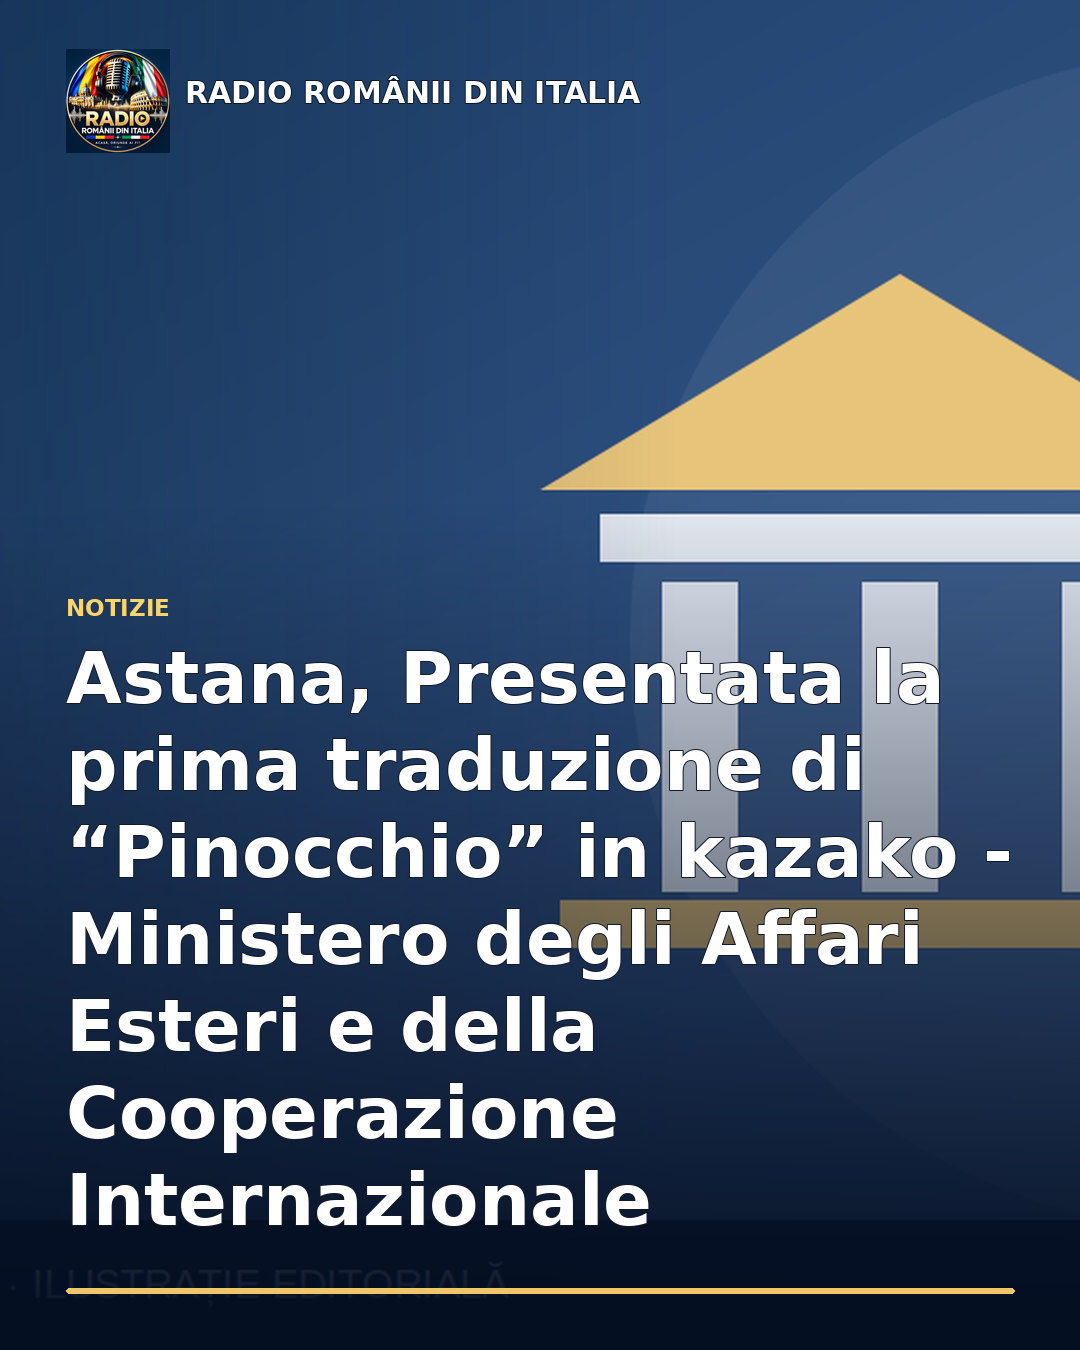 RADIO ROMÂNII DIN ITALIA
RADIO
ROMÂNII DIN ITALIA
NOTIZIE
Astana, Presentata la
prima traduzione di
“Pinocchio” in kazako -
Ministero degli Affari
Esteri e della
Cooperazione
Internazionale
· ILUSTRAȚIE EDITORIALĂ